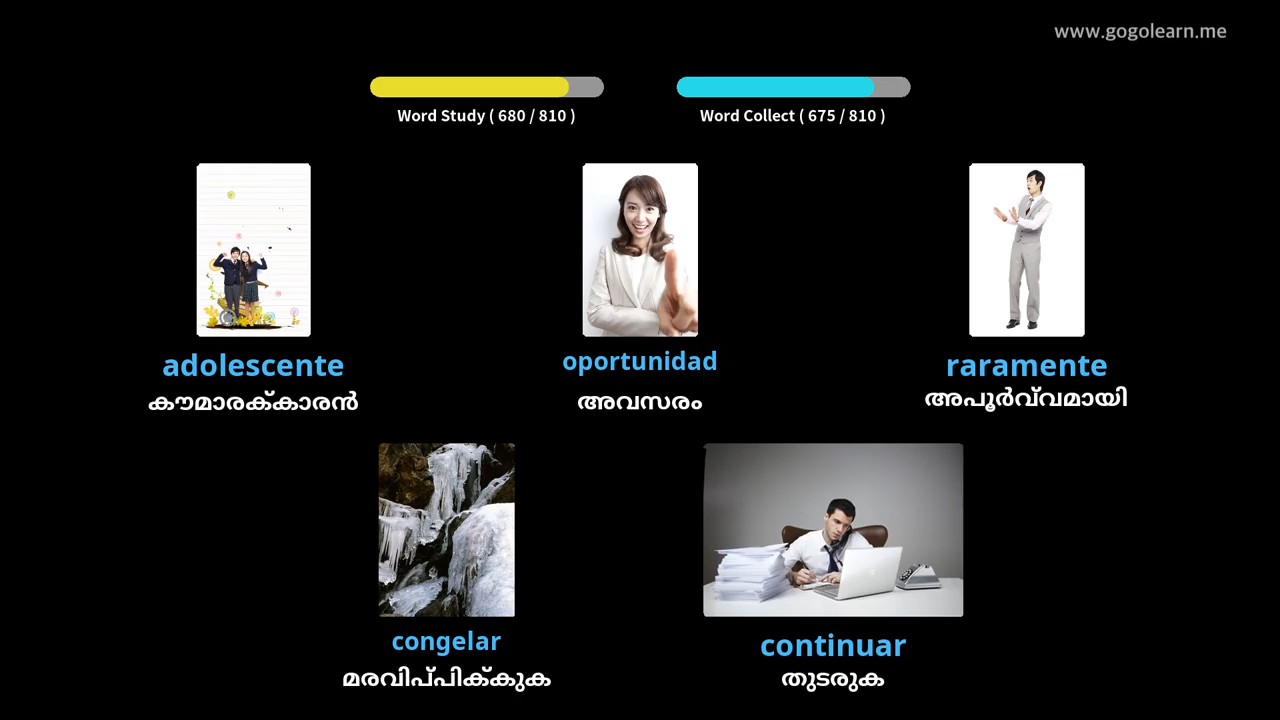 www.gogolearn.me
Word Study ( 680 / 810 )
Word Collect ( 675 / 810 )
adolescente
കൗമാരക്കാരൻ
oportunidad
അവസരം
raramente
അപൂർവ്വമായി
congelar
മരവിപ്പിക്കുക
continuar
തുടരുക